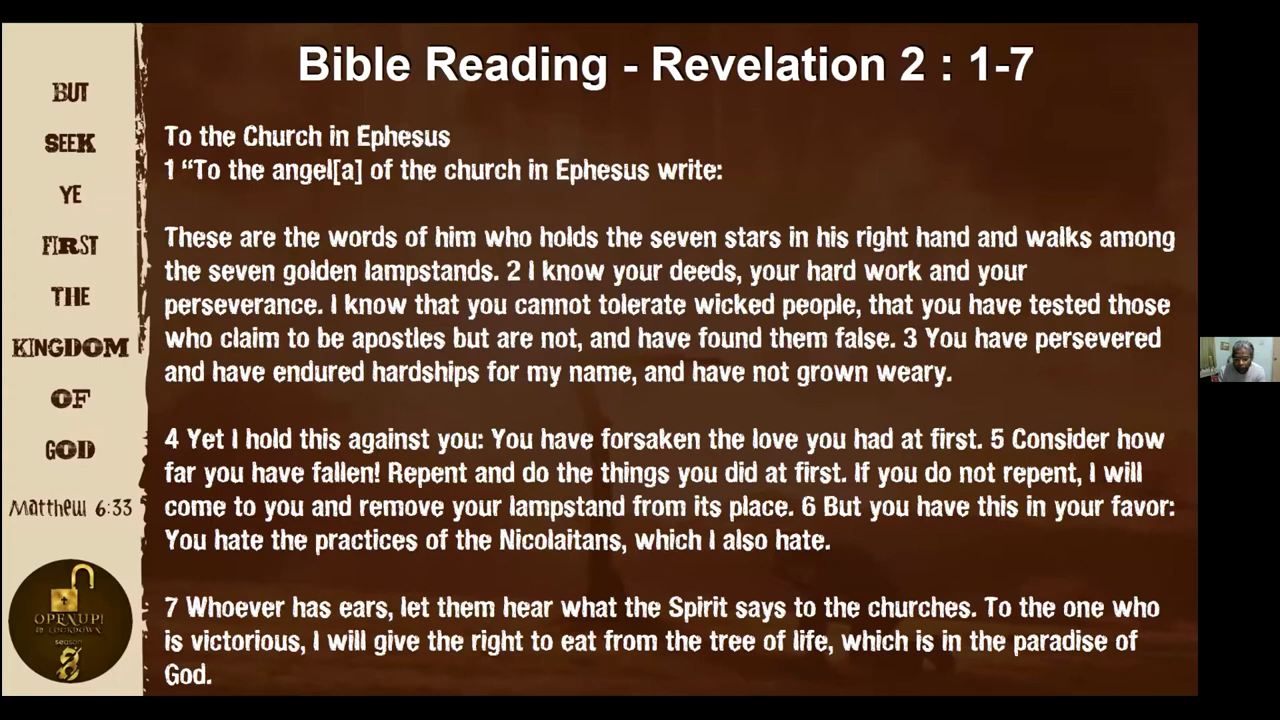 Bible Reading - Revelation 2 : 1-7
BUT
SEEK
YE
FIRST
THE
KINGDOM
OF
GOD
Matthew 6:33
OPENUP!
season
8
To the Church in Ephesus
1 “To the angel[a] of the church in Ephesus write:
These are the words of him who holds the seven stars in his right hand and walks among
the seven golden lampstands. 2 I know your deeds, your hard work and your
perseverance. I know that you cannot tolerate wicked people, that you have tested those
who claim to be apostles but are not, and have found them false. 3 You have persevered
and have endured hardships for my name, and have not grown weary.
4 Yet I hold this against you: You have forsaken the love you had at first. 5 Consider how
far you have fallen! Repent and do the things you did at first. If you do not repent, I will
come to you and remove your lampstand from its place. 6 But you have this in your favor:
You hate the practices of the Nicolaitans, which I also hate.
7 Whoever has ears, let them hear what the Spirit says to the churches. To the one who
is victorious, I will give the right to eat from the tree of life, which is in the paradise of
God.